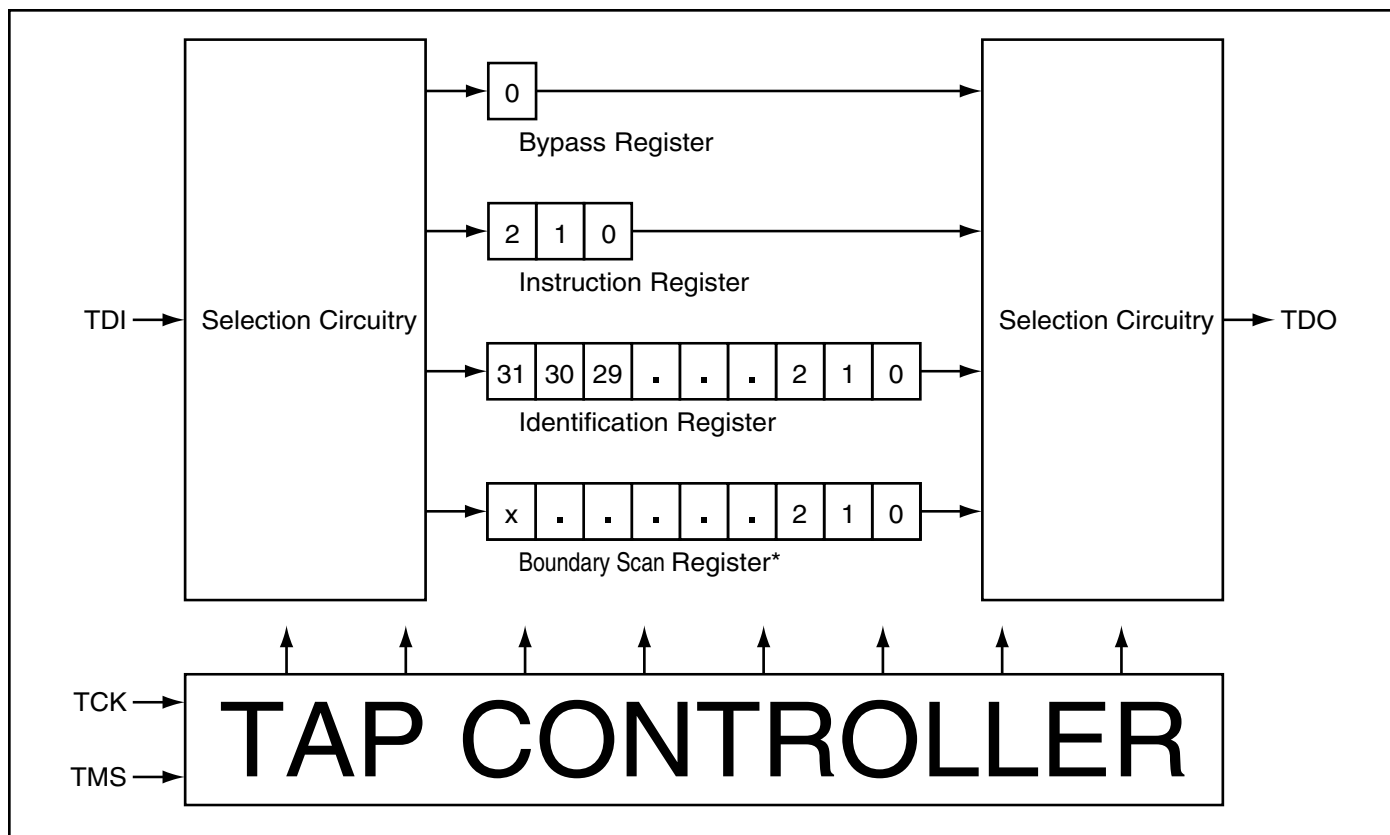 0
Bypass Register
2 1 0
Instruction Register
TDI
Selection Circuitry
Selection Circuitry
TDO
31 30 29 . . . 2 1 0
Identification Register
x . . . . . 2 1 0
Boundary Scan Register*
TCK
TMS
TAP CONTROLLER